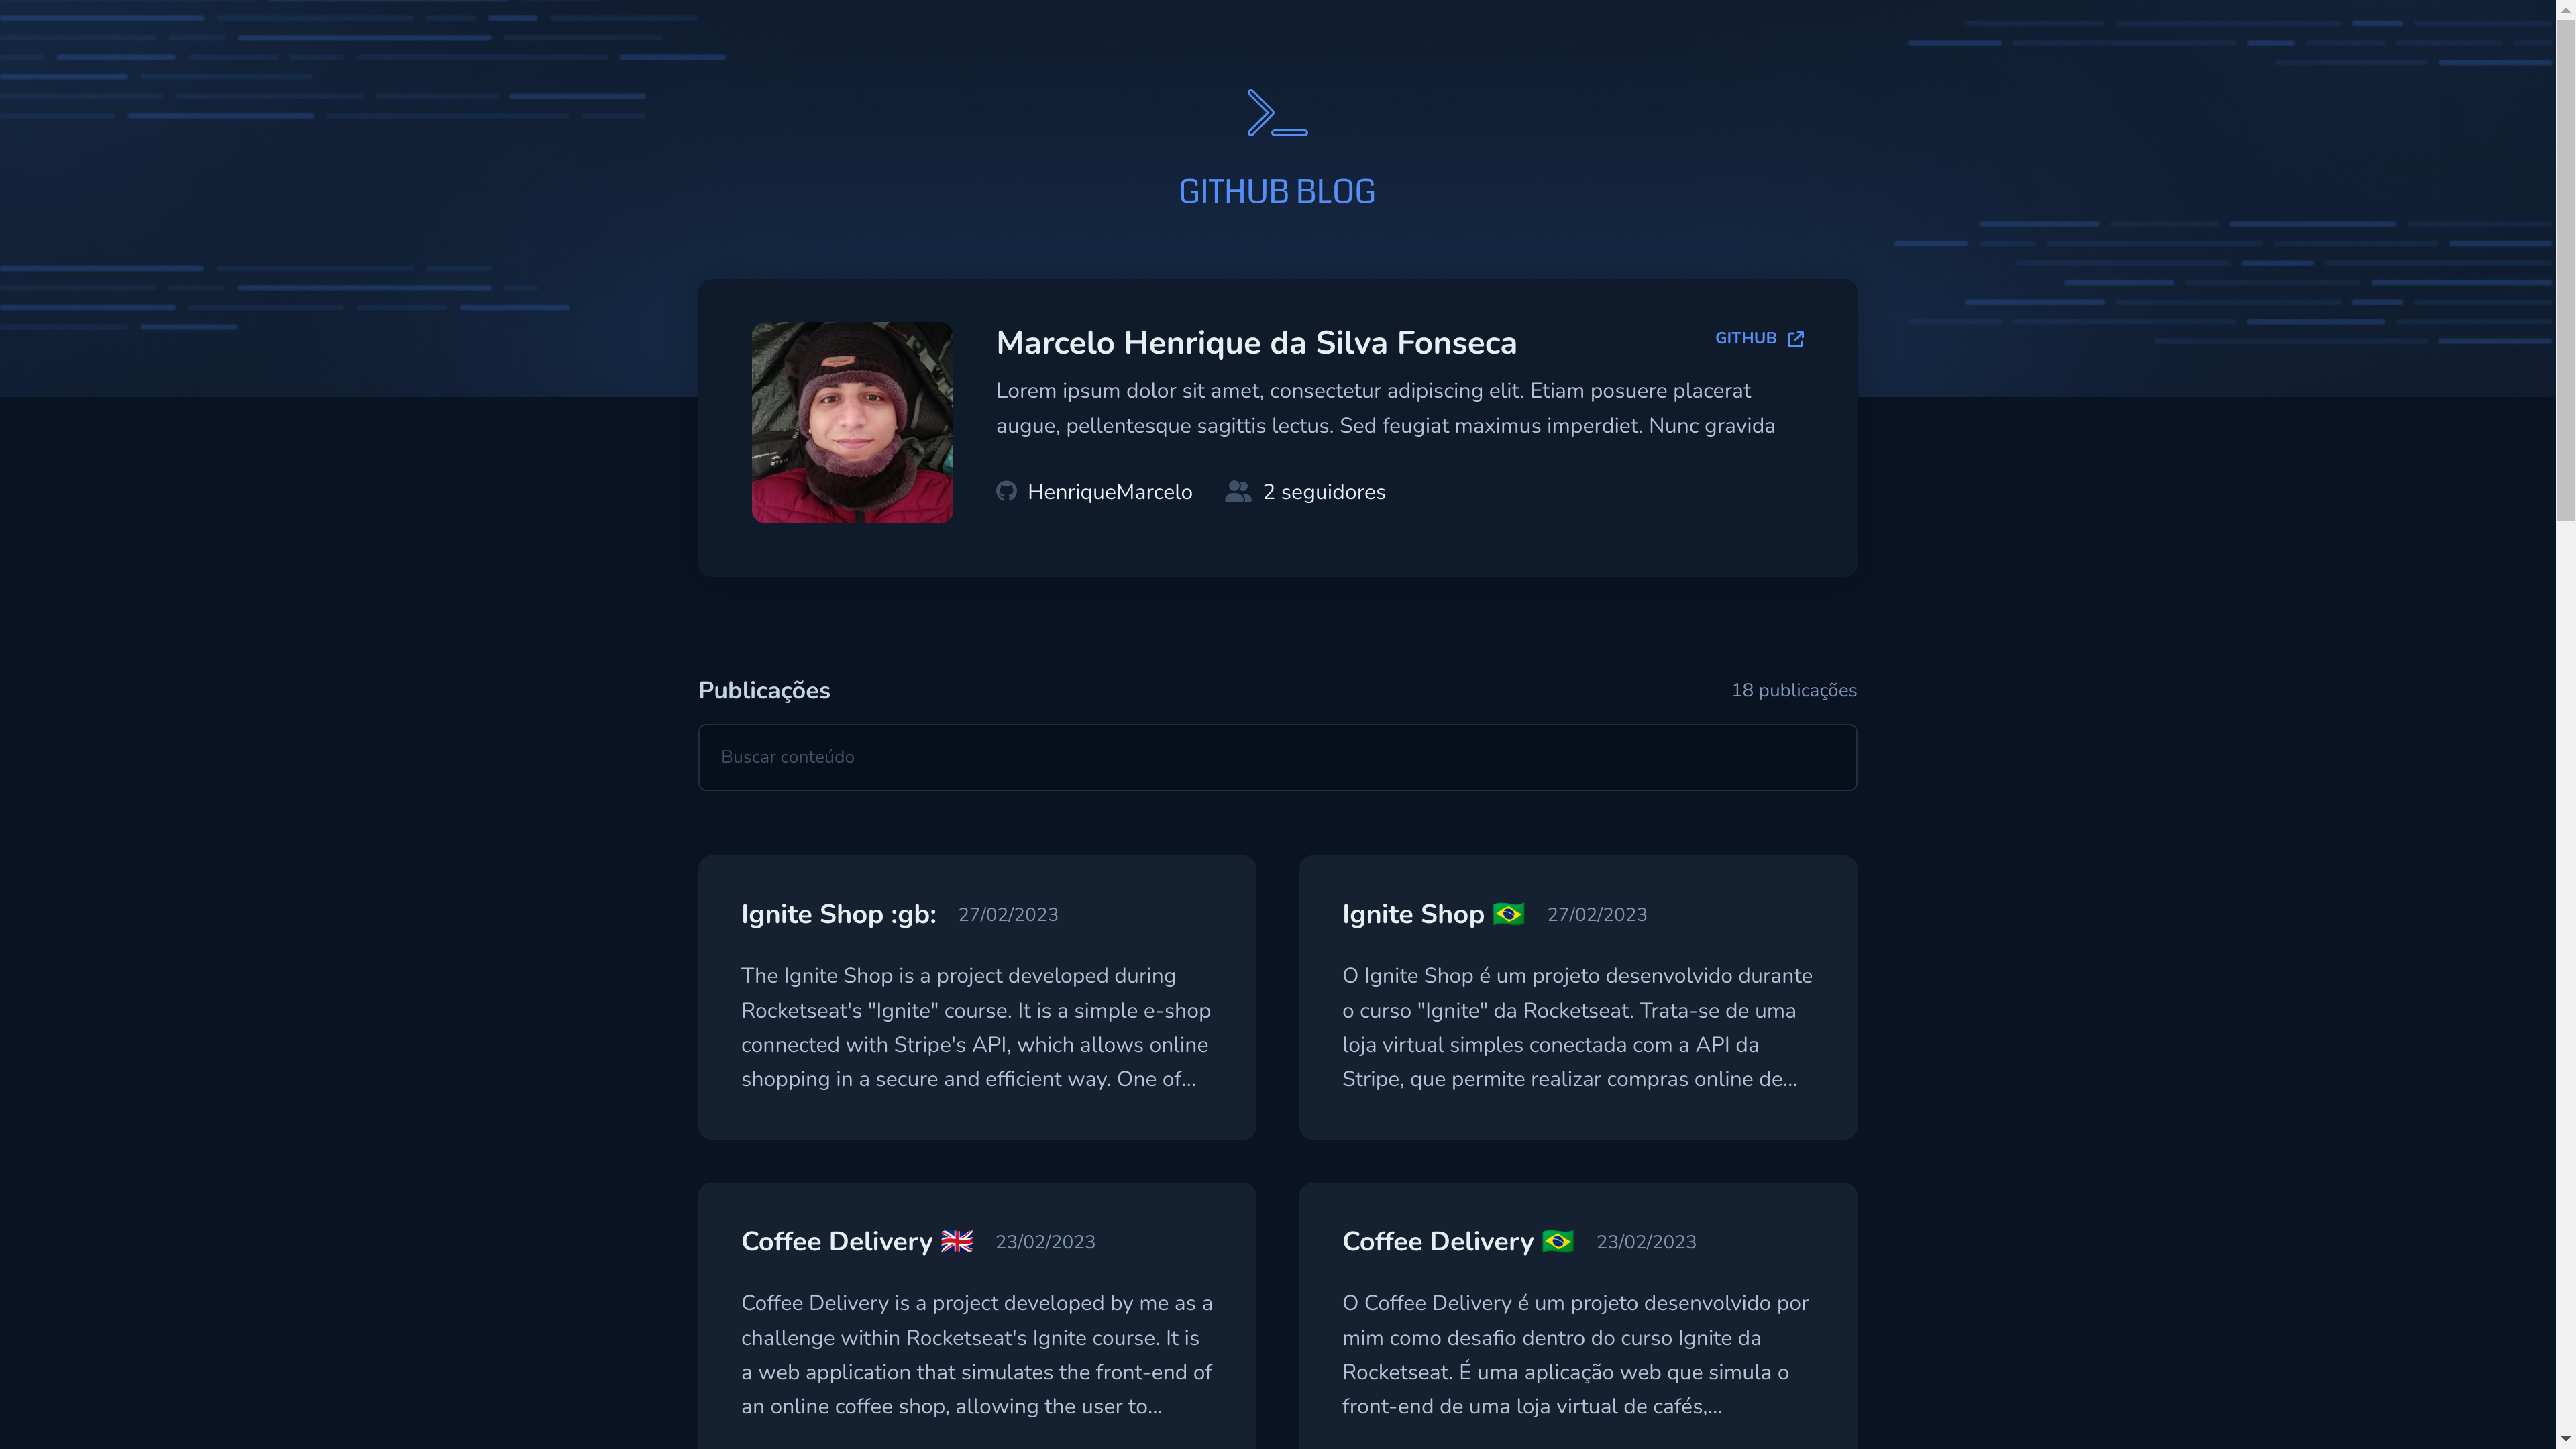 GITHUB BLOG
Marcelo Henrique da Silva Fonseca
GITHUB
Lorem ipsum dolor sit amet, consectetur adipiscing elit. Etiam posuere placerat
augue, pellentesque sagittis lectus. Sed feugiat maximus imperdiet. Nunc gravida
HenriqueMarcelo
2 seguidores
Publicações
18 publicações
Buscar conteúdo
Ignite Shop :gb: 27/02/2023
The Ignite Shop is a project developed during
Rocketseat's "Ignite" course. It is a simple e-shop
connected with Stripe's API, which allows online
shopping in a secure and efficient way. One of...
Ignite Shop 🇧🇷 27/02/2023
O Ignite Shop é um projeto desenvolvido durante
o curso "Ignite" da Rocketseat. Trata-se de uma
loja virtual simples conectada com a API da
Stripe, que permite realizar compras online de...
Coffee Delivery 🇬🇧 23/02/2023
Coffee Delivery is a project developed by me as a
challenge within Rocketseat's Ignite course. It is
a web application that simulates the front-end of
an online coffee shop, allowing the user to...
Coffee Delivery 🇧🇷 23/02/2023
O Coffee Delivery é um projeto desenvolvido por
mim como desafio dentro do curso Ignite da
Rocketseat. É uma aplicação web que simula o
front-end de uma loja virtual de cafés,...